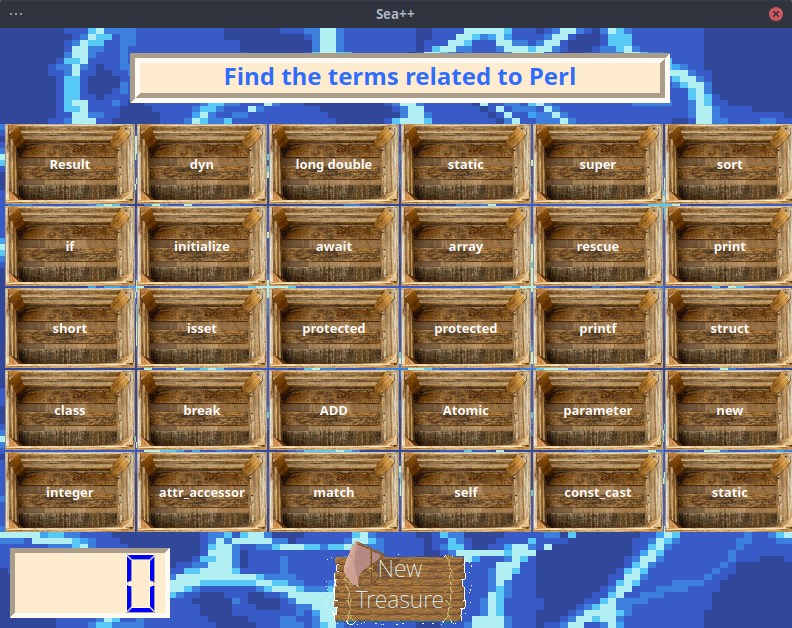 Sea++
Find the terms related to Perl
Result dyn long double static super sort
if initialize await array rescue print
short isset protected protected printf struct
class break ADD Atomic parameter new
integer attr_accessor match self const_cast static
0
New
Treasure